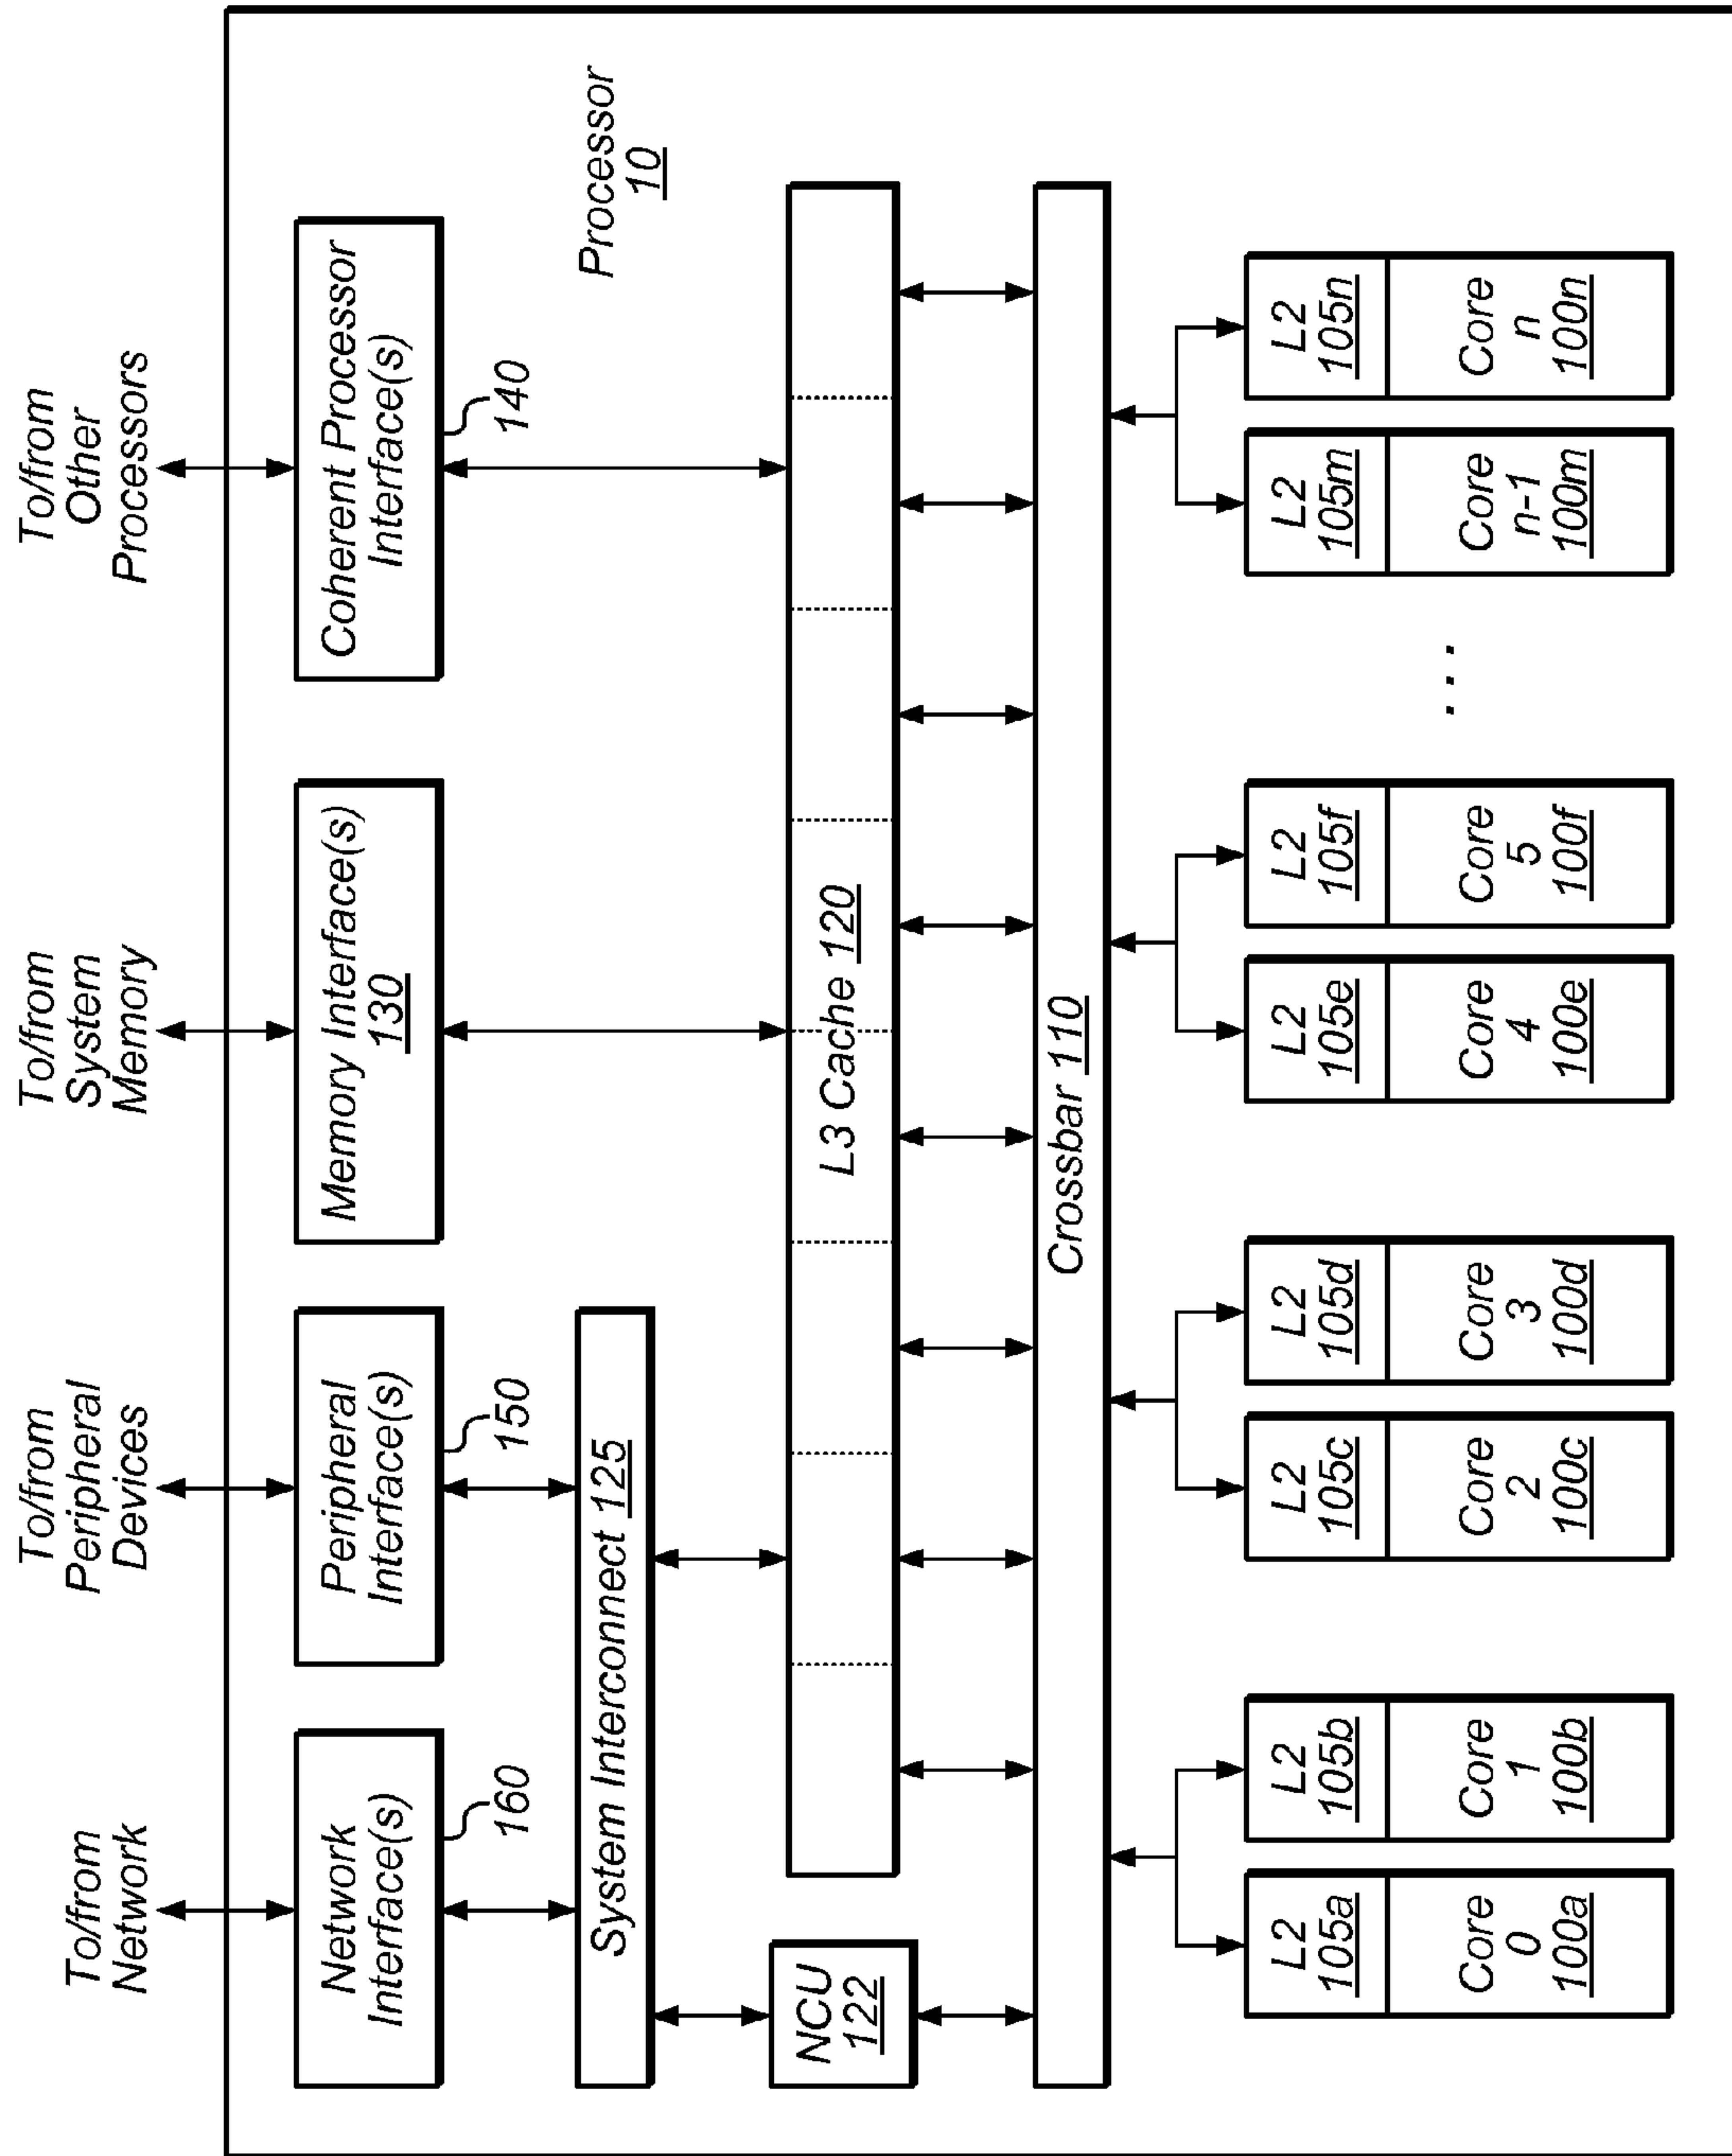 To/from
Network
To/from
Peripheral
Devices
To/from
System
Memory
To/from
Other
Processors
Network
Interface(s)
160
Peripheral
Interface(s)
150
Memory Interface(s)
130
Coherent Processor
Interface(s)
140
Processor
10
System Interconnect 125
NCU
122
L3 Cache 120
Crossbar 110
L2
105a
Core
0
100a
L2
105b
Core
1
100b
L2
105c
Core
2
100c
L2
105d
Core
3
100d
L2
105e
Core
4
100e
L2
105f
Core
5
100f
. . .
L2
105m
Core
n-1
100m
L2
105n
Core
n
100n